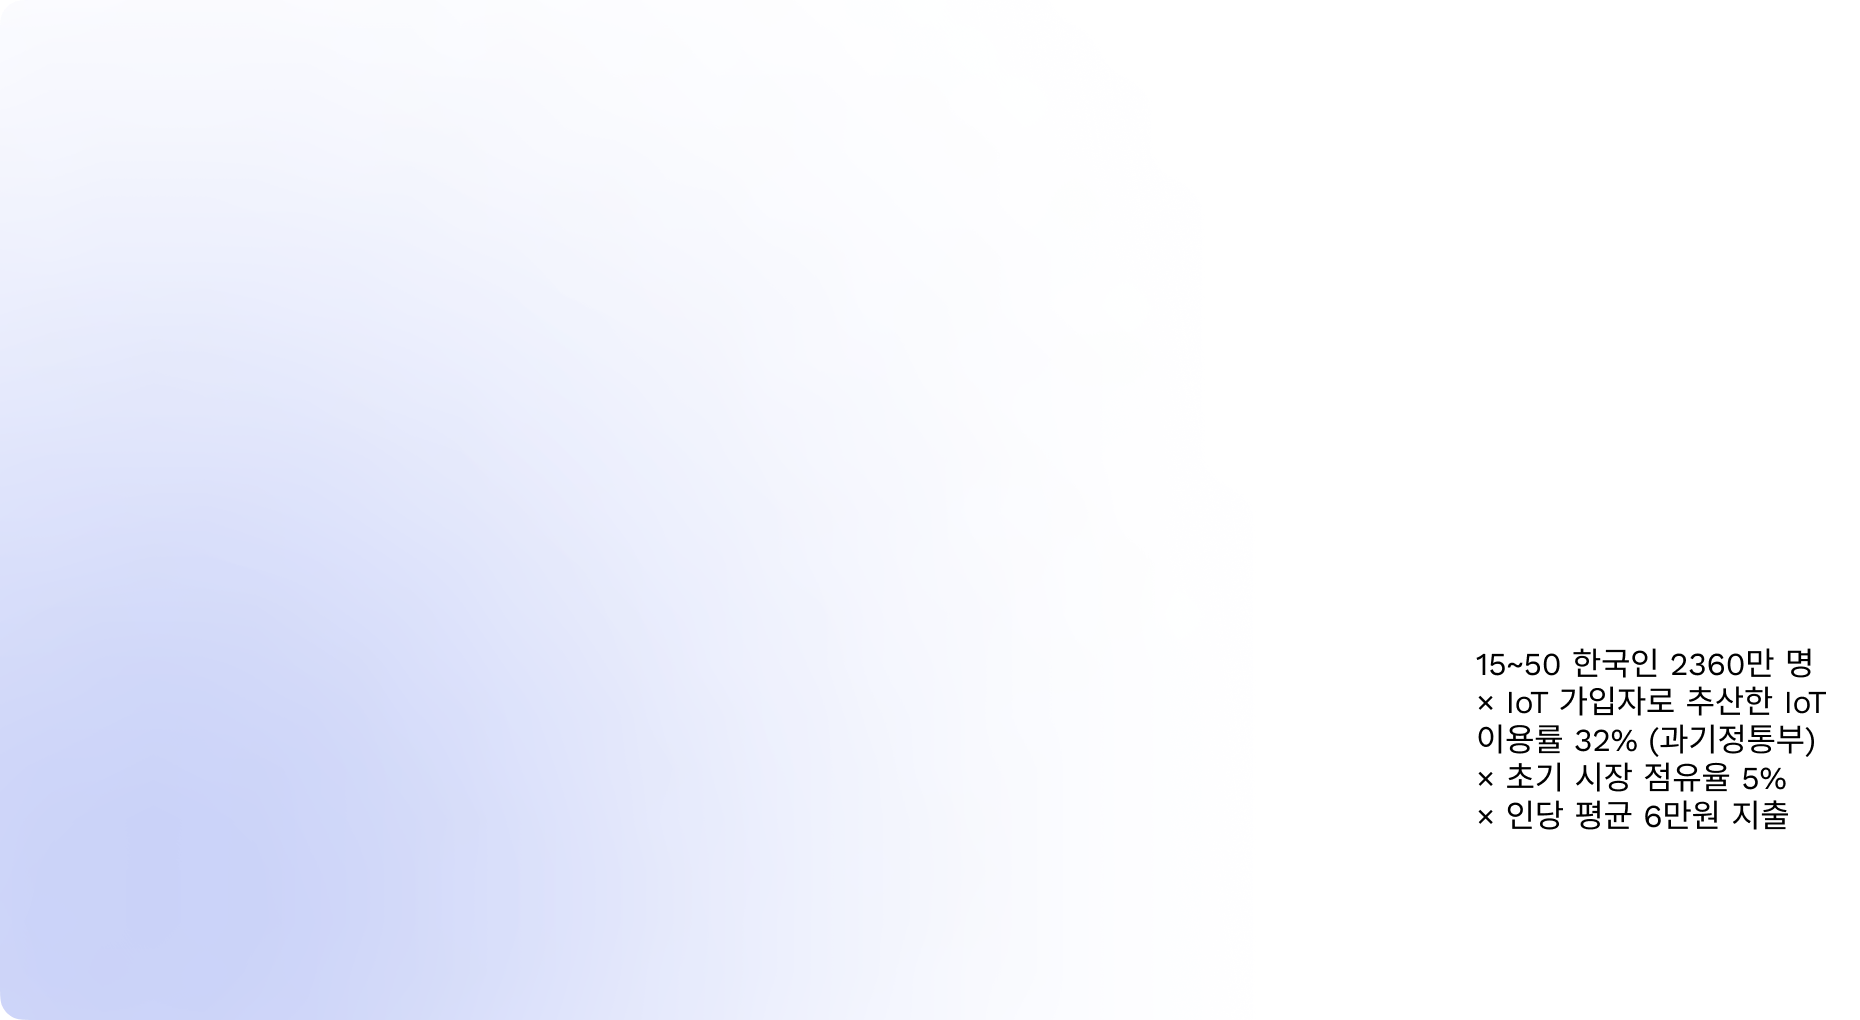 15~50 한국인 2360만 명
× IoT 가입자로 추산한 IoT
이용률 32% (과기정통부)
× 초기 시장 점유율 5%
× 인당 평균 6만원 지출